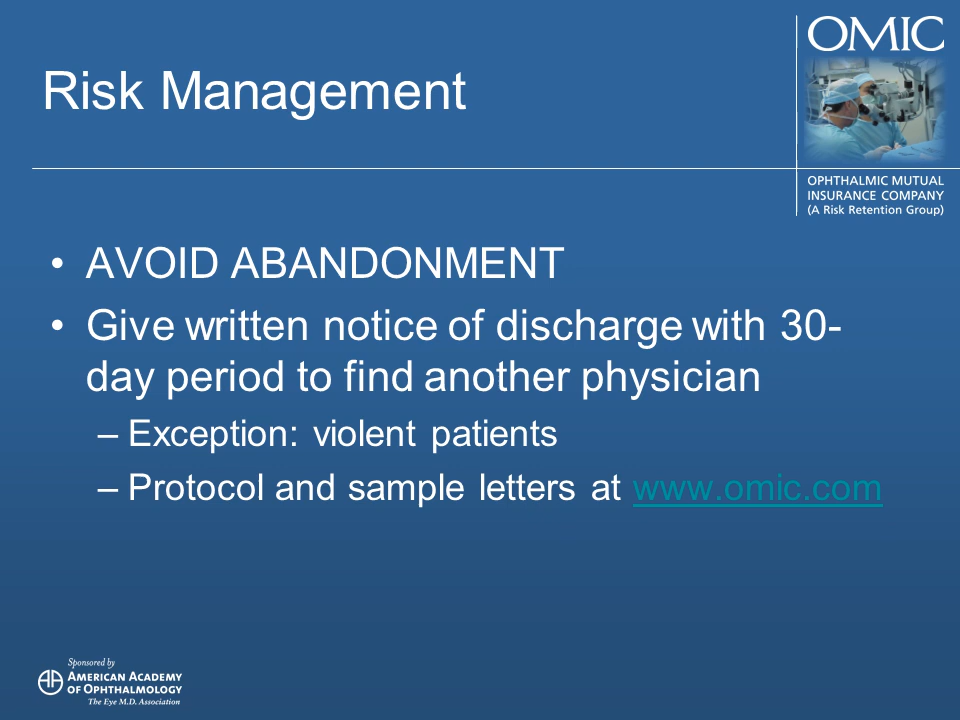 OMIC
Risk Management
OPHTHALMIC MUTUAL
INSURANCE COMPANY
(A Risk Retention Group)
• AVOID ABANDONMENT
• Give written notice of discharge with 30-
day period to find another physician
– Exception: violent patients
– Protocol and sample letters at www.omic.com
Sponsored by
AMERICAN ACADEMY
OF OPHTHALMOLOGY
The Eye M.D. Association